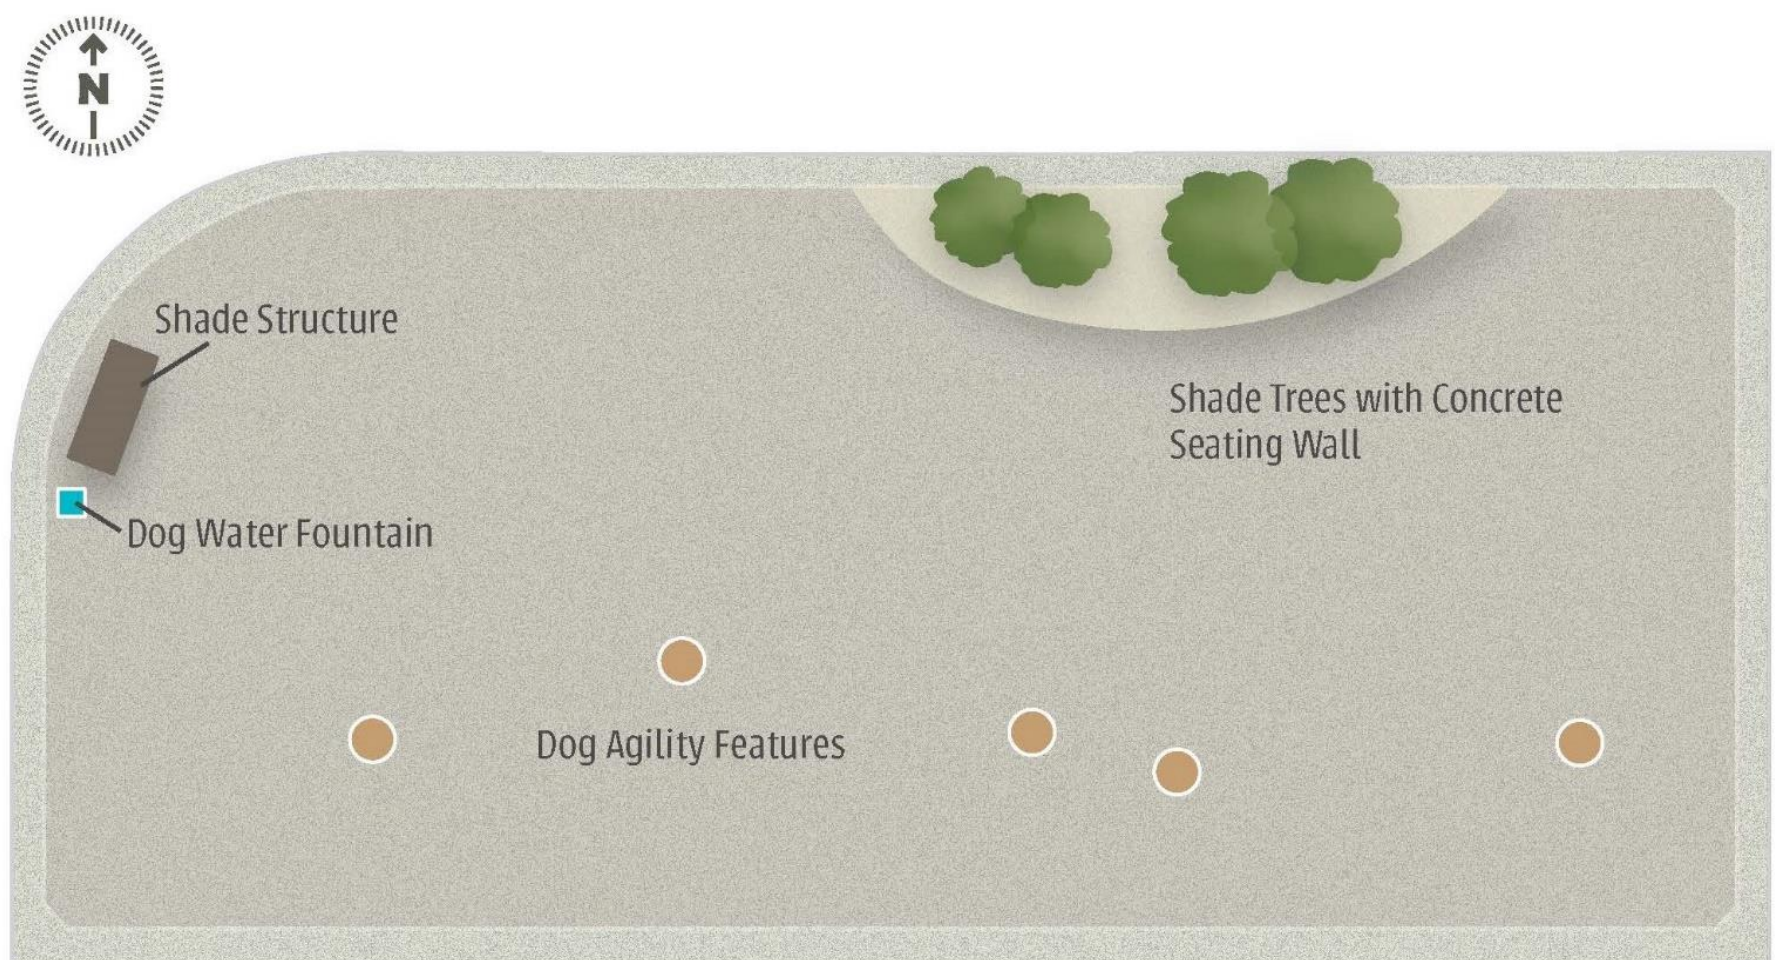 N
Shade Structure
Shade Trees with Concrete
Seating Wall
Dog Water Fountain
Dog Agility Features